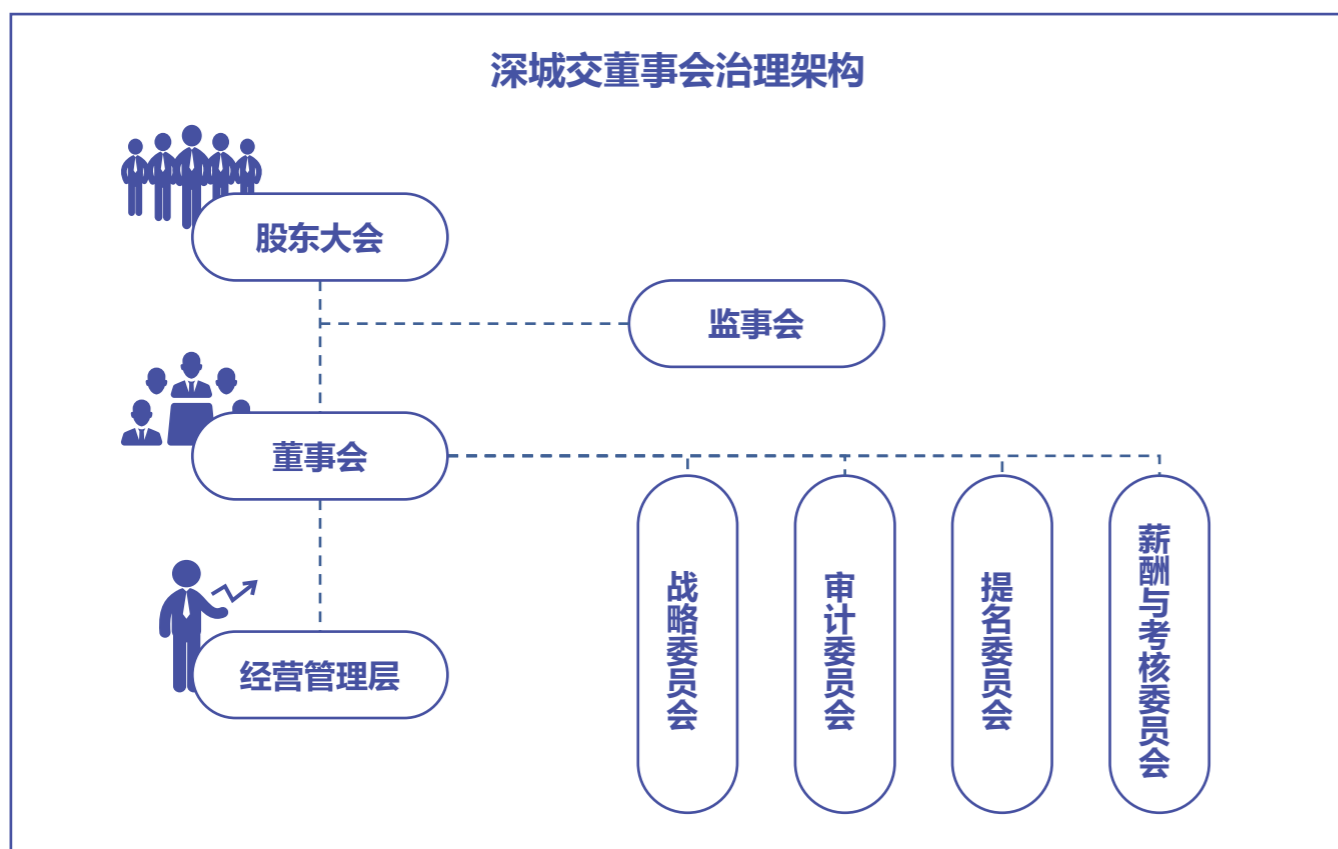 深城交董事会治理架构
股东大会
监事会
董事会
经营管理层
战略委员会
审计委员会
提名委员会
薪酬与考核委员会